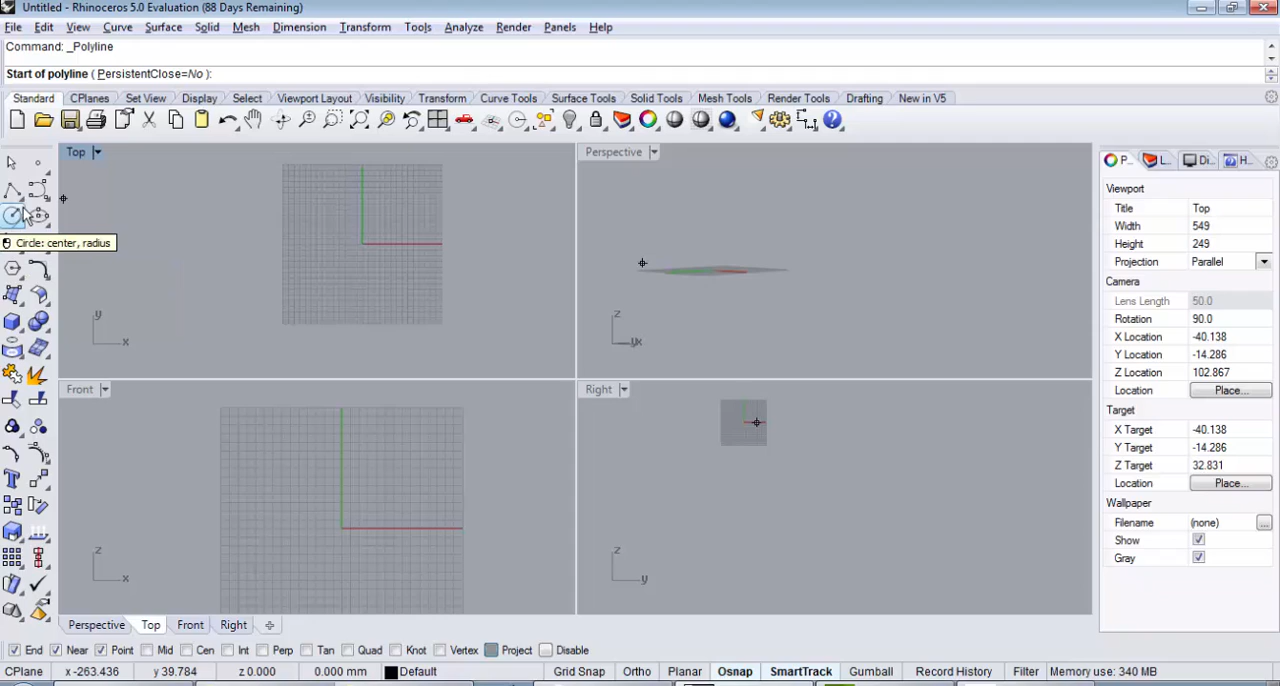 Untitled - Rhinoceros 5.0 Evaluation (88 Days Remaining)
File Edit View Curve Surface Solid Mesh Dimension Transform Tools Analyze Render Panels Help
Command: _Polyline
Start of polyline ( PersistentClose=No ):
Standard CPlanes Set View Display Select Viewport Layout Visibility Transform Curve Tools Surface Tools Solid Tools Mesh Tools Render Tools Drafting New in V5
Top Perspective P... L... Di... H...
Viewport
Title Top
Width 549
Circle: center, radius Height 249
Projection Parallel
Camera
Lens Length 50.0
z
y
x
yx
Rotation 90.0
X Location -40.138
Y Location -14.286
Z Location 102.867
Front Right Location Place...
Target
X Target -40.138
Y Target -14.286
Z Target 32.831
Location Place...
Wallpaper
Filename (none) ...
Show
z z
Gray
x y
Perspective Top Front Right
End Near Point Mid Cen Int Perp Tan Quad Knot Vertex Project Disable
CPlane x -263.436 y 39.784 z 0.000 0.000 mm Default Grid Snap Ortho Planar Osnap SmartTrack Gumball Record History Filter Memory use: 340 MB